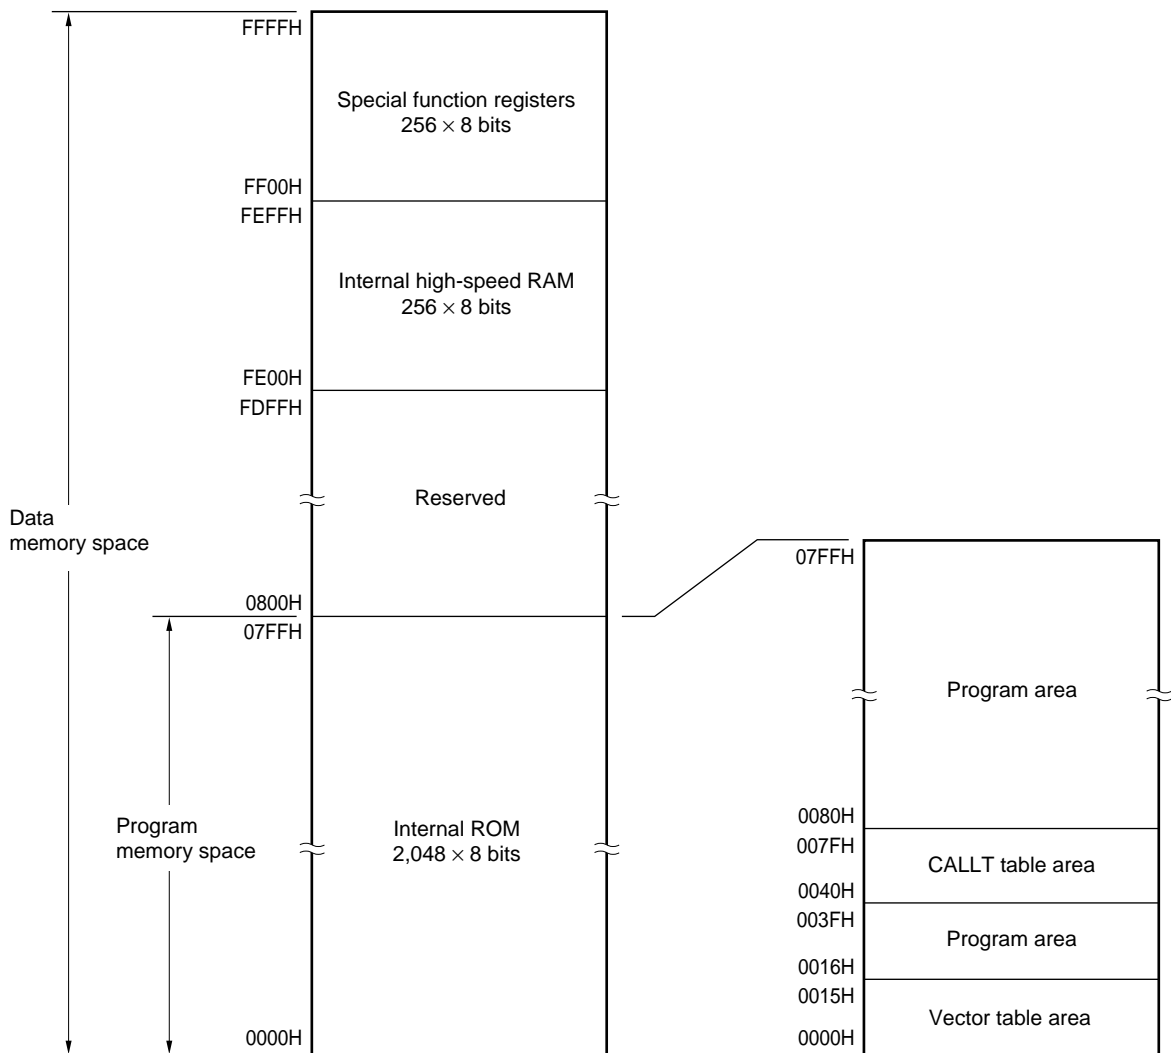 FFFFH
Special function registers
256 × 8 bits
FF00H
FEFFH
Internal high-speed RAM
256 × 8 bits
FE00H
FDFFH
Reserved
Data
memory space
0800H
07FFH
Program
memory space
Internal ROM
2,048 × 8 bits
0000H
07FFH
Program area
0080H
007FH
CALLT table area
0040H
003FH
Program area
0016H
0015H
Vector table area
0000H